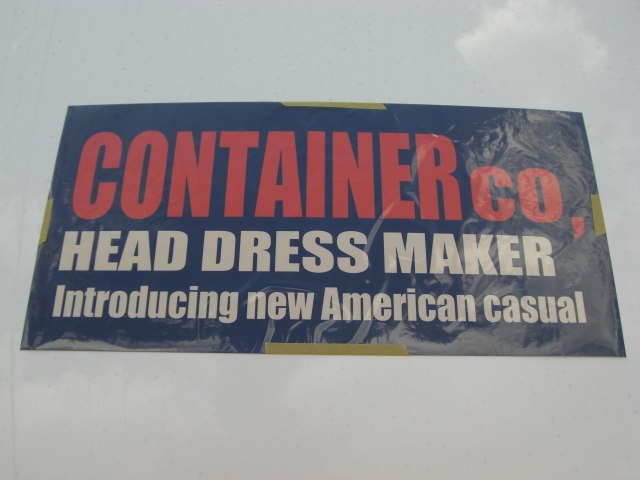 CONTAINER co,
HEAD DRESS MAKER
Introducing new American casual